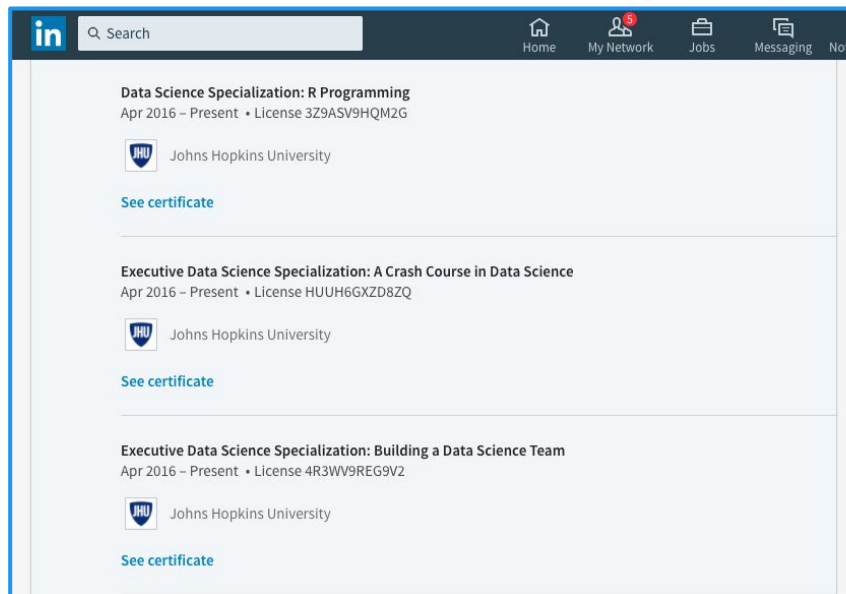 in
Search
5
Home
My Network
Jobs
Messaging
No
Data Science Specialization: R Programming
Apr 2016 – Present • License 3Z9ASV9HQM2G
JHU
Johns Hopkins University
See certificate
Executive Data Science Specialization: A Crash Course in Data Science
Apr 2016 – Present • License HUUH6GXZD8ZQ
JHU
Johns Hopkins University
See certificate
Executive Data Science Specialization: Building a Data Science Team
Apr 2016 – Present • License 4R3WV9REG9V2
JHU
Johns Hopkins University
See certificate